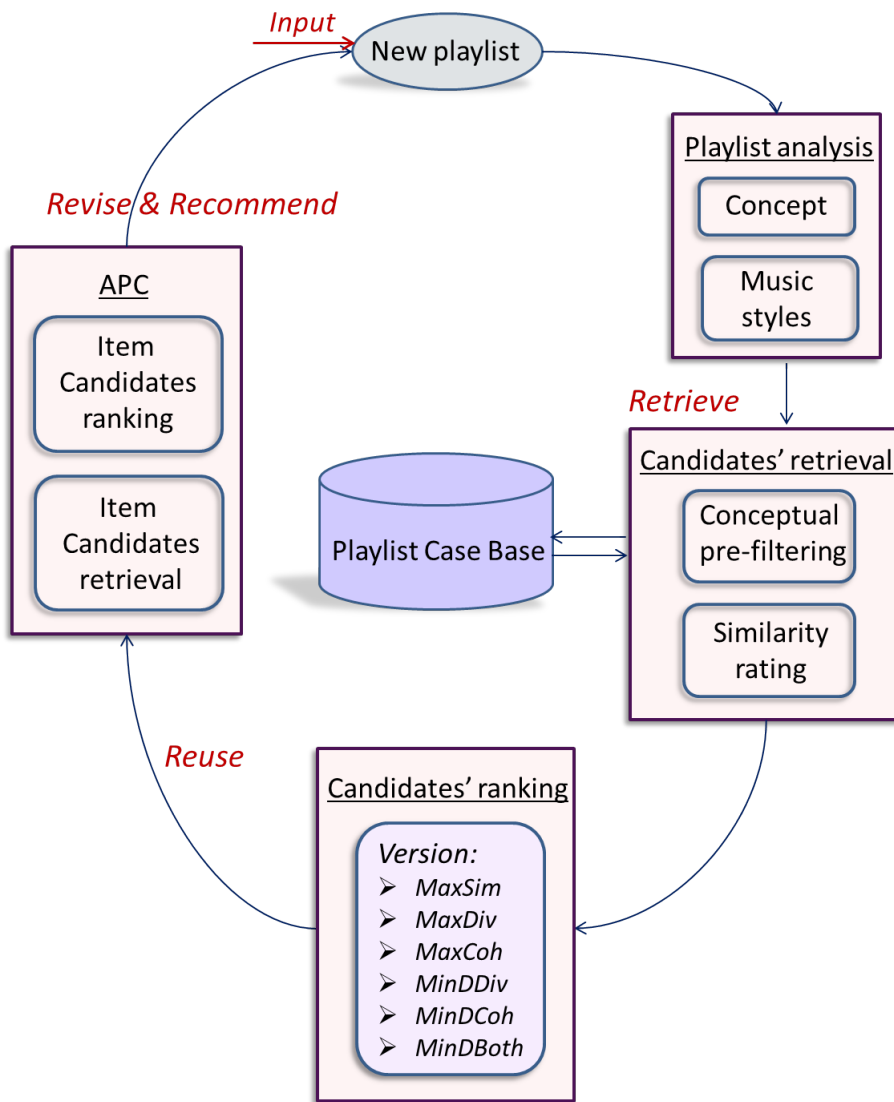 Input
New playlist
Playlist analysis
Concept
Music
styles
Revise & Recommend
APC
Item
Candidates
ranking
Item
Candidates
retrieval
Retrieve
Candidates' retrieval
Conceptual
pre-filtering
Similarity
rating
Playlist Case Base
Reuse
Candidates' ranking
Version:
➢ MaxSim
➢ MaxDiv
➢ MaxCoh
➢ MinDDiv
➢ MinDCoh
➢ MinDBoth